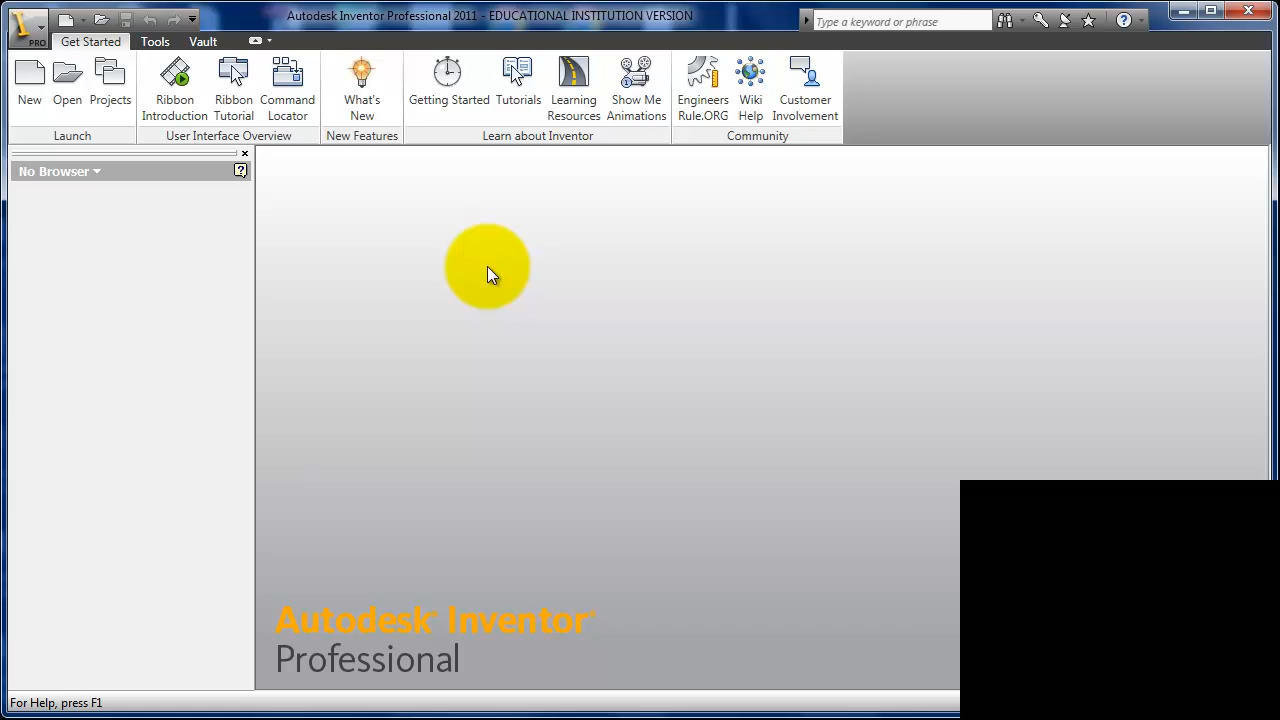 Autodesk Inventor Professional 2011 - EDUCATIONAL INSTITUTION VERSION
Type a keyword or phrase
PRO
Get Started Tools Vault
New Open Projects
Ribbon Introduction
Ribbon Tutorial
Command Locator
What's New
Getting Started
Tutorials
Learning Resources
Show Me Animations
Engineers Rule.ORG
Wiki Help
Customer Involvement
Launch User Interface Overview New Features Learn about Inventor Community
No Browser
Autodesk® Inventor®
Professional
For Help, press F1